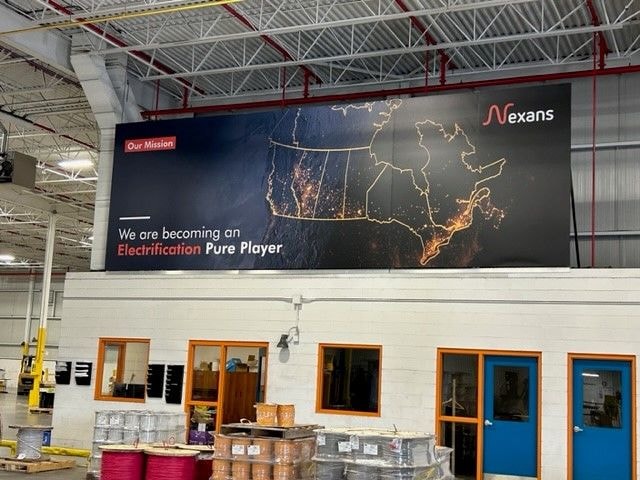 Our Mission
Nexans
We are becoming an
Electrification Pure Player